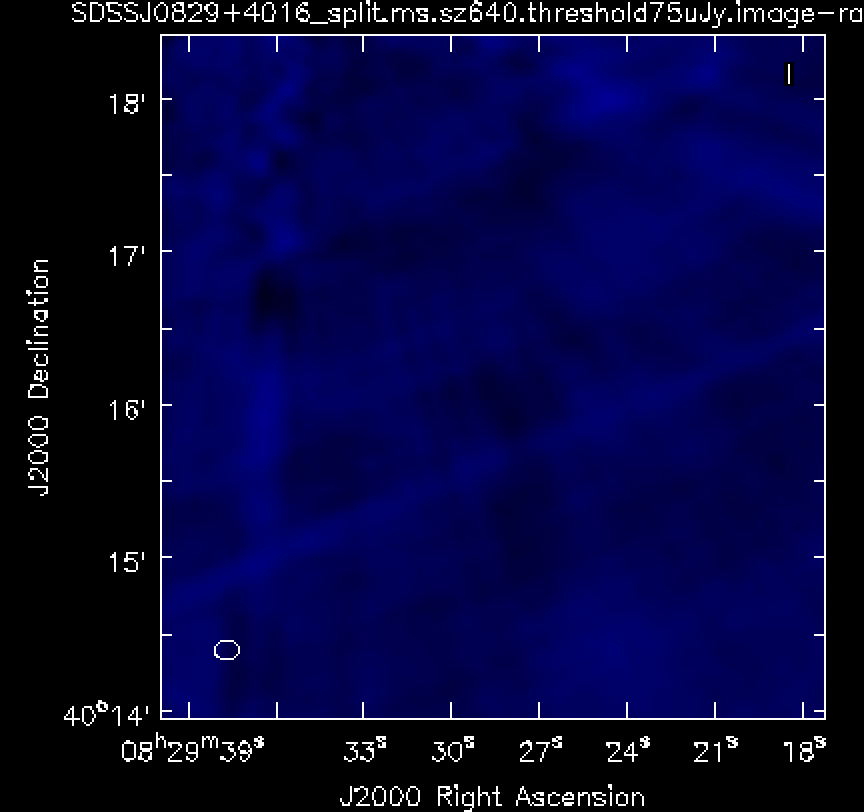 SDSSJ0829+4016_split.ms.sz640.threshold75uJy.image-ra
I
18'
17'
16'
15'
40°14'
J2000 Declination
08ʰ29ᵐ39ˢ 33ˢ 30ˢ 27ˢ 24ˢ 21ˢ 18ˢ
J2000 Right Ascension